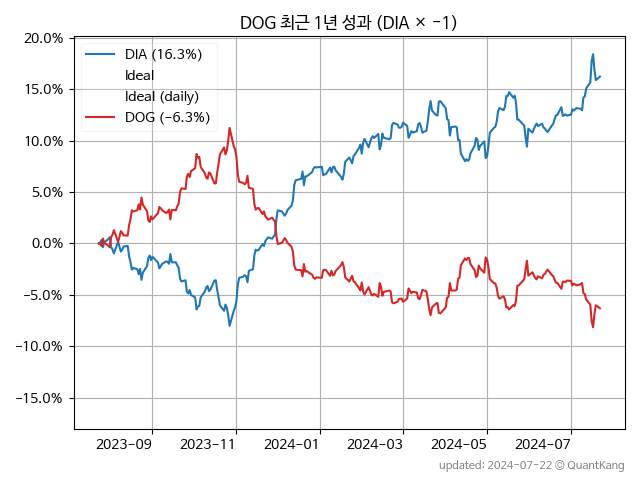 DOG 최근 1년 성과 (DIA × −1)
20.0%
15.0%
10.0%
5.0%
0.0%
−5.0%
−10.0%
−15.0%
DIA (16.3%)
Ideal
Ideal (daily)
DOG (−6.3%)
2023-09
2023-11
2024-01
2024-03
2024-05
2024-07
updated: 2024-07-22 © QuantKang